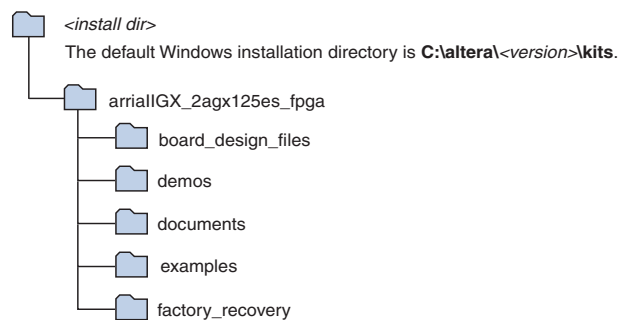 <install dir>
The default Windows installation directory is C:\altera\<version>\kits.
arriaIIGX_2agx125es_fpga
board_design_files
demos
documents
examples
factory_recovery